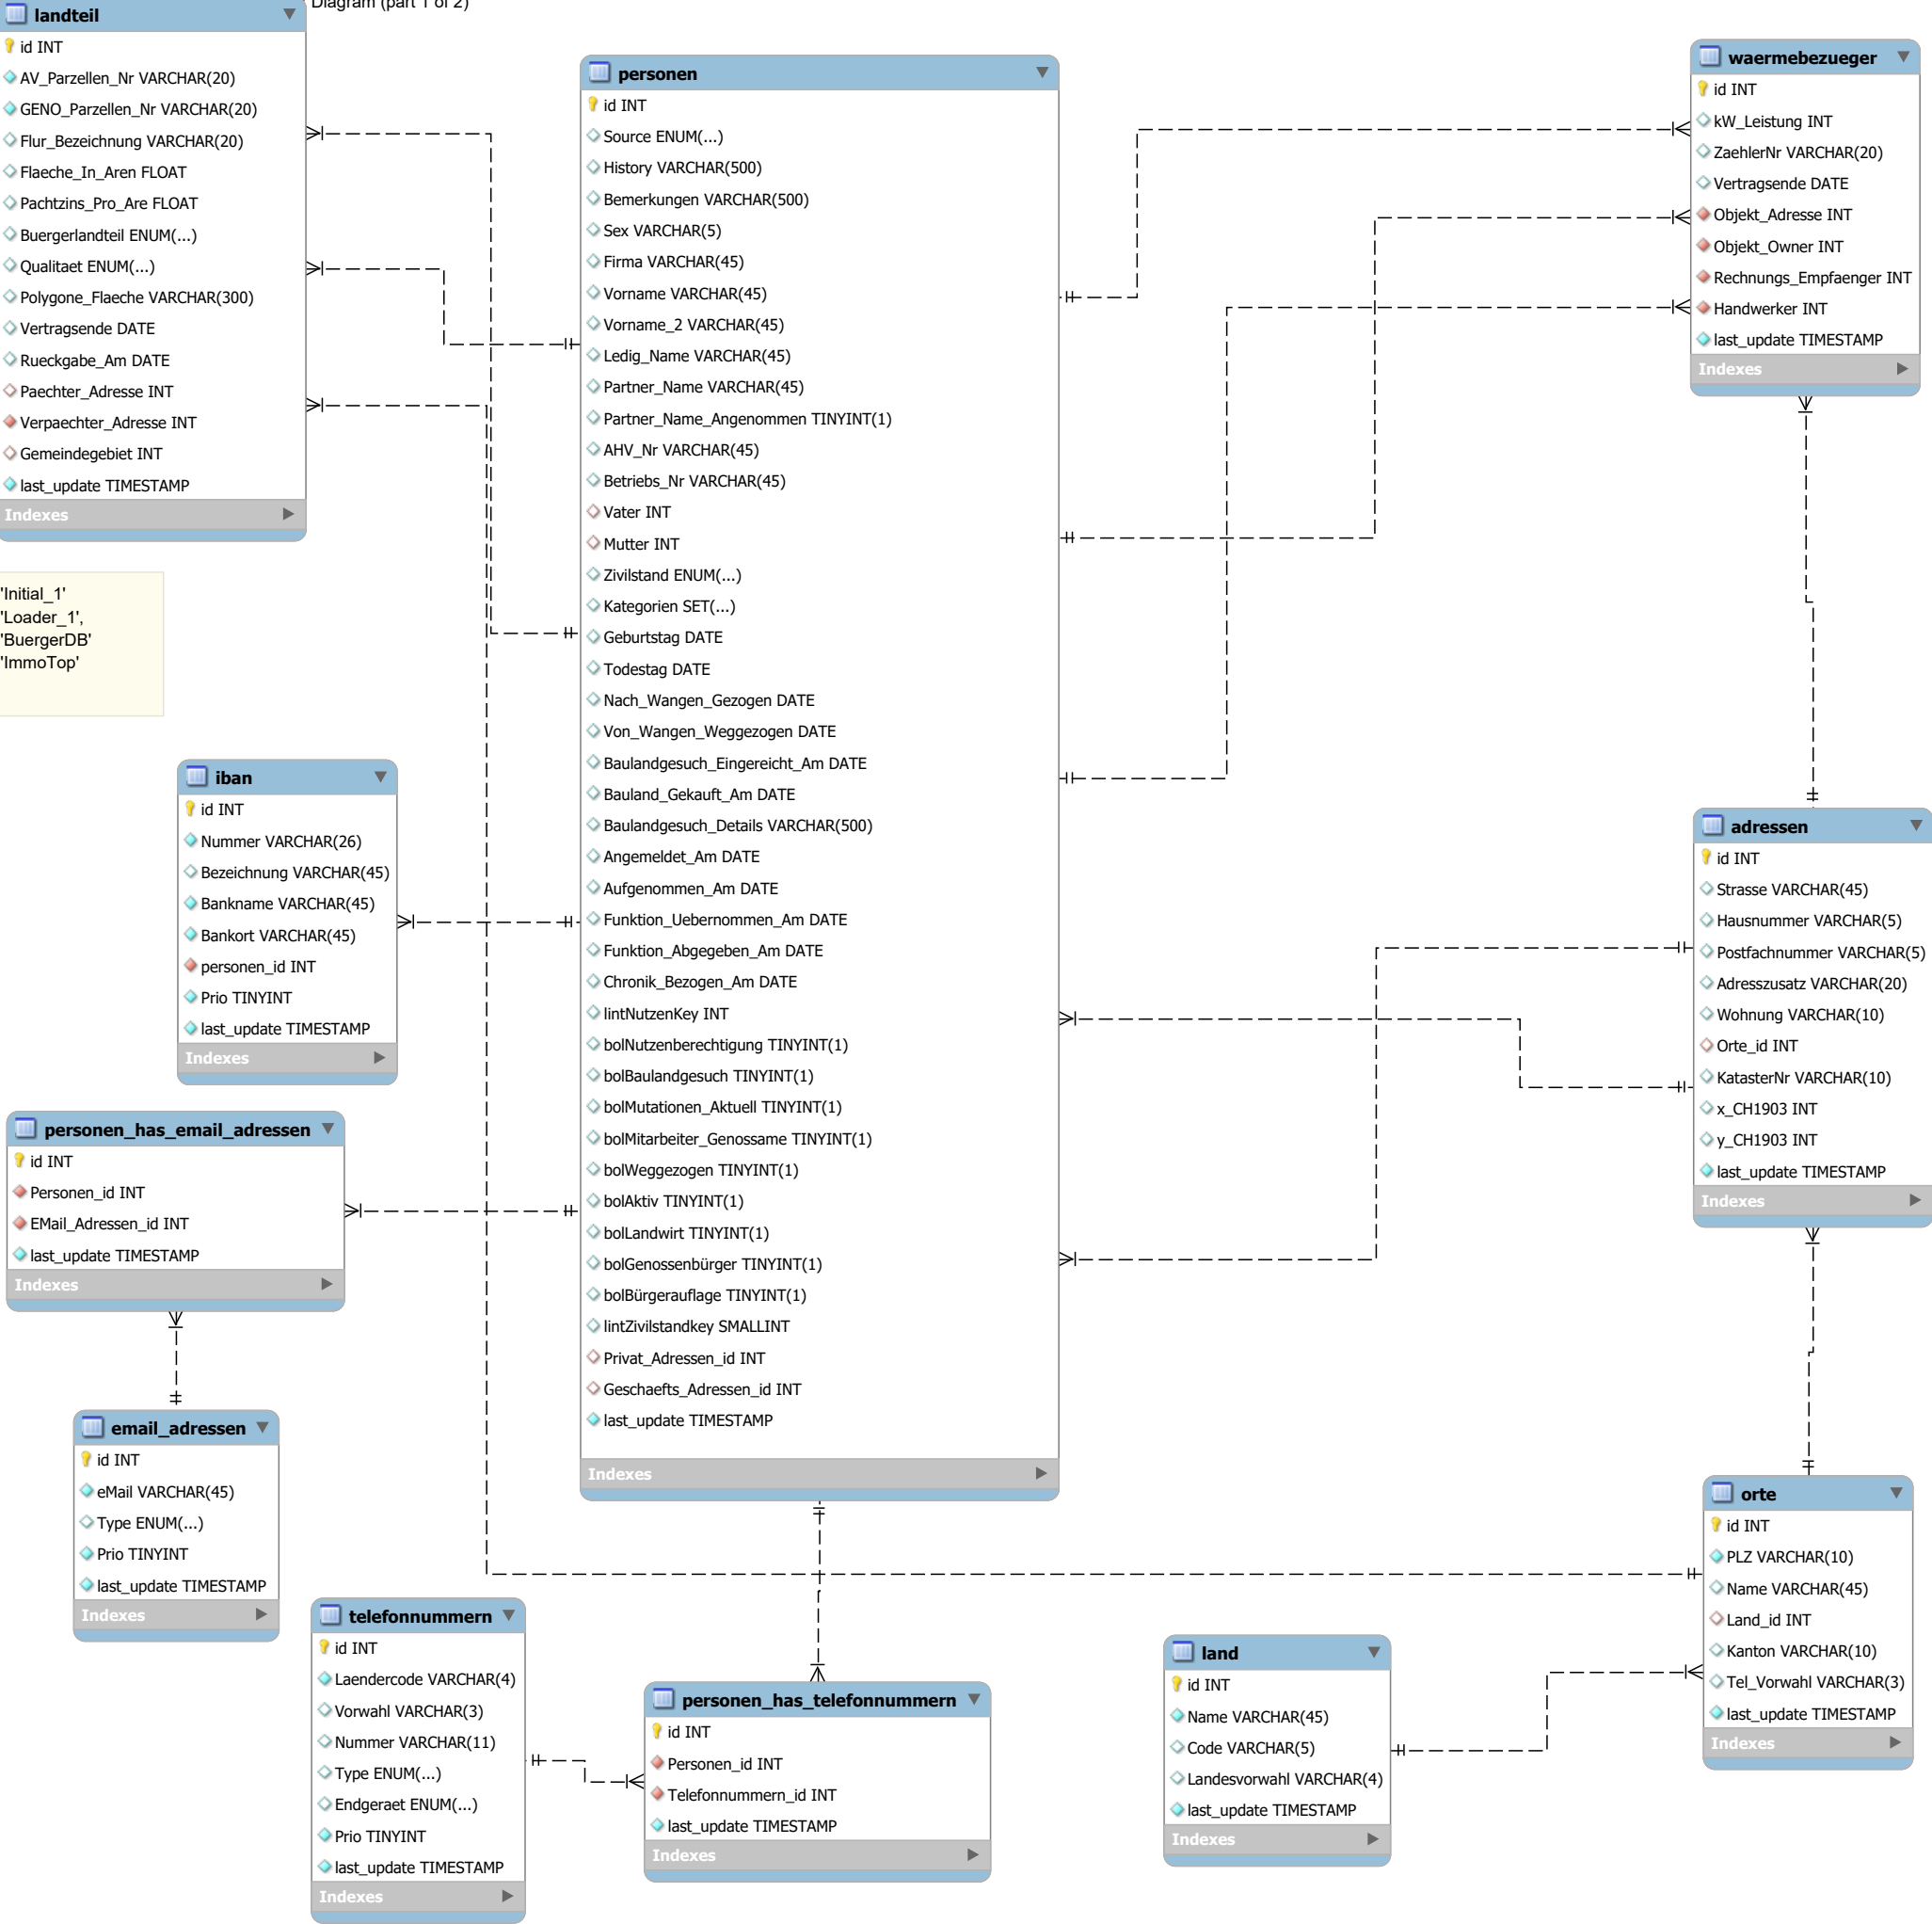 Diagram (part 1 of 2)
landteil
id INT
AV_Parzellen_Nr VARCHAR(20)
GENO_Parzellen_Nr VARCHAR(20)
Flur_Bezeichnung VARCHAR(20)
Flaeche_In_Aren FLOAT
Pachtzins_Pro_Are FLOAT
Buergerlandteil ENUM(...)
Qualitaet ENUM(...)
Polygone_Flaeche VARCHAR(300)
Vertragsende DATE
Rueckgabe_Am DATE
Paechter_Adresse INT
Verpaechter_Adresse INT
Gemeindegebiet INT
last_update TIMESTAMP
Indexes
'Initial_1'
'Loader_1',
'BuergerDB'
'ImmoTop'
iban
id INT
Nummer VARCHAR(26)
Bezeichnung VARCHAR(45)
Bankname VARCHAR(45)
Bankort VARCHAR(45)
personen_id INT
Prio TINYINT
last_update TIMESTAMP
Indexes
personen_has_email_adressen
id INT
Personen_id INT
EMail_Adressen_id INT
last_update TIMESTAMP
Indexes
email_adressen
id INT
eMail VARCHAR(45)
Type ENUM(...)
Prio TINYINT
last_update TIMESTAMP
Indexes
telefonnummern
id INT
Laendercode VARCHAR(4)
Vorwahl VARCHAR(3)
Nummer VARCHAR(11)
Type ENUM(...)
Endgeraet ENUM(...)
Prio TINYINT
last_update TIMESTAMP
Indexes
personen
id INT
Source ENUM(...)
History VARCHAR(500)
Bemerkungen VARCHAR(500)
Sex VARCHAR(5)
Firma VARCHAR(45)
Vorname VARCHAR(45)
Vorname_2 VARCHAR(45)
Ledig_Name VARCHAR(45)
Partner_Name VARCHAR(45)
Partner_Name_Angenommen TINYINT(1)
AHV_Nr VARCHAR(45)
Betriebs_Nr VARCHAR(45)
Vater INT
Mutter INT
Zivilstand ENUM(...)
Kategorien SET(...)
Geburtstag DATE
Todestag DATE
Nach_Wangen_Gezogen DATE
Von_Wangen_Weggezogen DATE
Baulandgesuch_Eingereicht_Am DATE
Bauland_Gekauft_Am DATE
Baulandgesuch_Details VARCHAR(500)
Angemeldet_Am DATE
Aufgenommen_Am DATE
Funktion_Uebernommen_Am DATE
Funktion_Abgegeben_Am DATE
Chronik_Bezogen_Am DATE
lintNutzenKey INT
bolNutzenberechtigung TINYINT(1)
bolBaulandgesuch TINYINT(1)
bolMutationen_Aktuell TINYINT(1)
bolMitarbeiter_Genossame TINYINT(1)
bolWeggezogen TINYINT(1)
bolAktiv TINYINT(1)
bolLandwirt TINYINT(1)
bolGenossenbürger TINYINT(1)
bolBürgerauflage TINYINT(1)
lintZivilstandkey SMALLINT
Privat_Adressen_id INT
Geschaefts_Adressen_id INT
last_update TIMESTAMP
Indexes
personen_has_telefonnummern
id INT
Personen_id INT
Telefonnummern_id INT
last_update TIMESTAMP
Indexes
waermebezueger
id INT
kW_Leistung INT
ZaehlerNr VARCHAR(20)
Vertragsende DATE
Objekt_Adresse INT
Objekt_Owner INT
Rechnungs_Empfaenger INT
Handwerker INT
last_update TIMESTAMP
Indexes
adressen
id INT
Strasse VARCHAR(45)
Hausnummer VARCHAR(5)
Postfachnummer VARCHAR(5)
Adresszusatz VARCHAR(20)
Wohnung VARCHAR(10)
Orte_id INT
KatasterNr VARCHAR(10)
x_CH1903 INT
y_CH1903 INT
last_update TIMESTAMP
Indexes
orte
id INT
PLZ VARCHAR(10)
Name VARCHAR(45)
Land_id INT
Kanton VARCHAR(10)
Tel_Vorwahl VARCHAR(3)
last_update TIMESTAMP
Indexes
land
id INT
Name VARCHAR(45)
Code VARCHAR(5)
Landesvorwahl VARCHAR(4)
last_update TIMESTAMP
Indexes